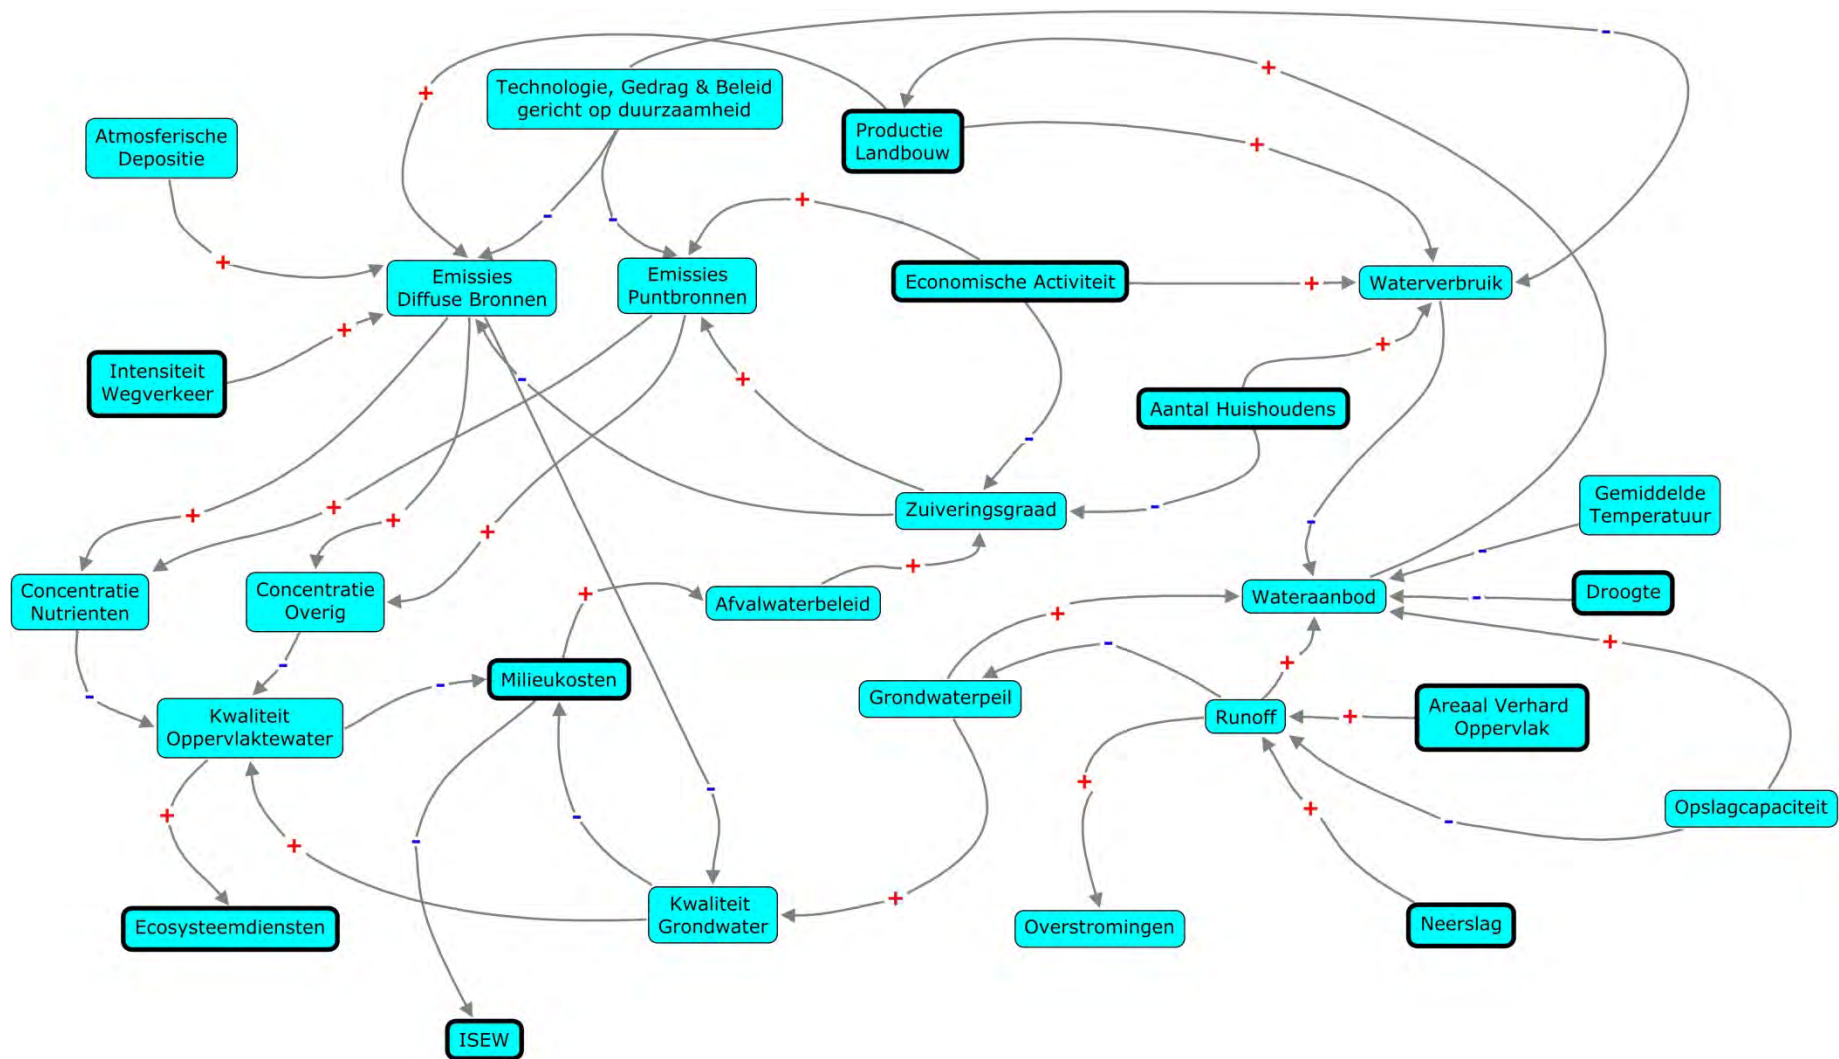 Technologie, Gedrag & Beleid
gericht op duurzaamheid
Atmosferische
Depositie
Productie
Landbouw
Emissies
Diffuse Bronnen
Emissies
Puntbronnen
Economische Activiteit
Waterverbruik
Intensiteit
Wegverkeer
Aantal Huishoudens
Zuiveringsgraad
Gemiddelde
Temperatuur
Concentratie
Nutrienten
Concentratie
Overig
Afvalwaterbeleid
Wateraanbod
Droogte
Milieukosten
Grondwaterpeil
Kwaliteit
Oppervlaktewater
Runoff
Areaal Verhard
Oppervlak
Opslagcapaciteit
Ecosysteemdiensten
Kwaliteit
Grondwater
Overstromingen
Neerslag
ISEW